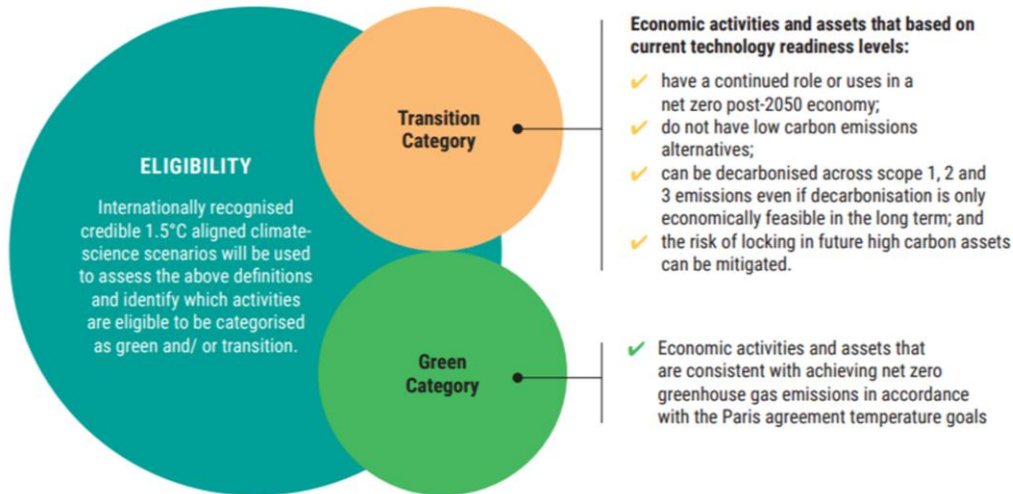 ELIGIBILITY
Internationally recognised
credible 1.5°C aligned climate-
science scenarios will be used
to assess the above definitions
and identify which activities
are eligible to be categorised
as green and/ or transition.
Transition
Category
Economic activities and assets that based on
current technology readiness levels:
✔ have a continued role or uses in a
net zero post-2050 economy;
✔ do not have low carbon emissions
alternatives;
✔ can be decarbonised across scope 1, 2 and
3 emissions even if decarbonisation is only
economically feasible in the long term; and
✔ the risk of locking in future high carbon assets
can be mitigated.
Green
Category
✔ Economic activities and assets that
are consistent with achieving net zero
greenhouse gas emissions in accordance
with the Paris agreement temperature goals